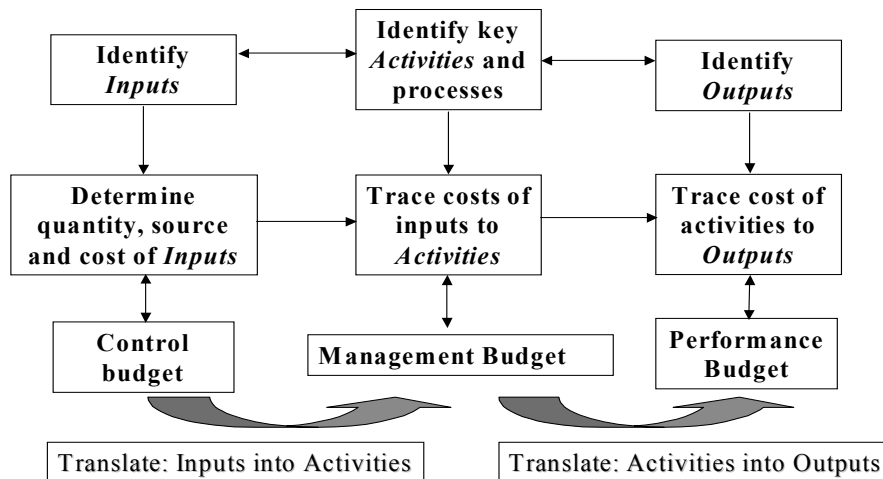 Identify
Inputs
Identify key
Activities and
processes
Identify
Outputs
Determine
quantity, source
and cost of Inputs
Trace costs of
inputs to
Activities
Trace cost of
activities to
Outputs
Control
budget
Management Budget
Performance
Budget
Translate: Inputs into Activities
Translate: Activities into Outputs